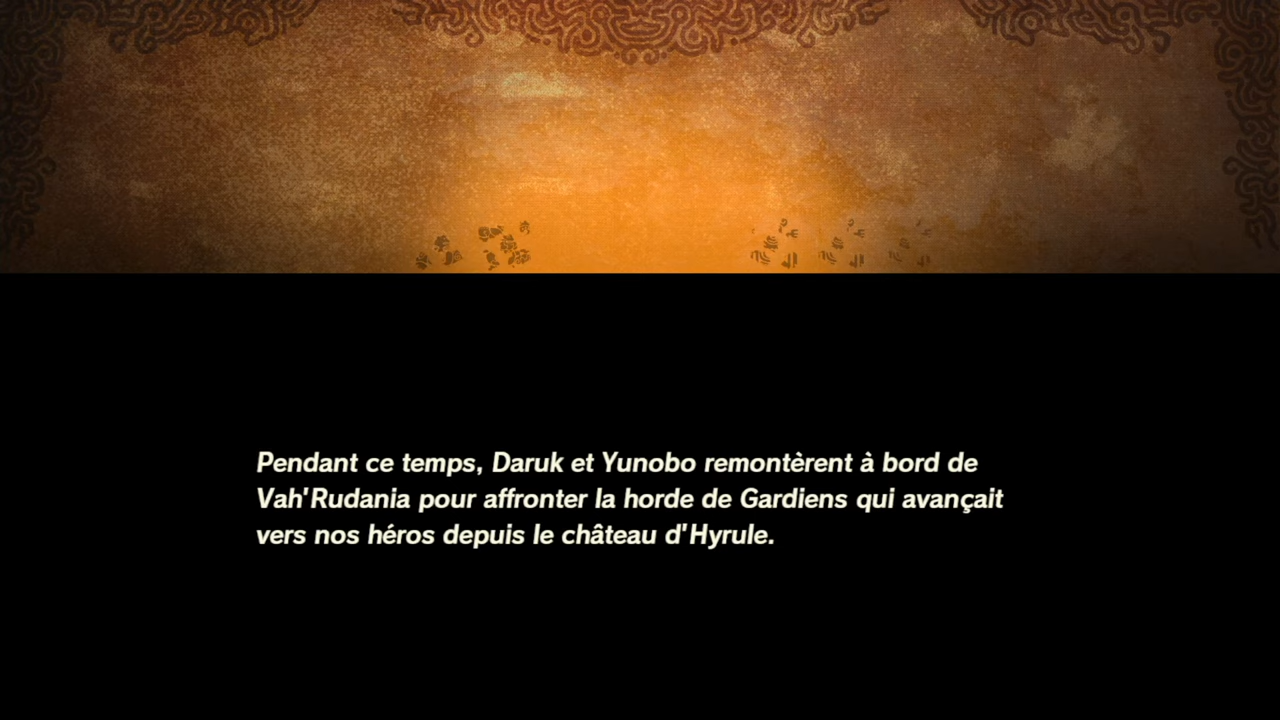 Pendant ce temps, Daruk et Yunobo remontèrent à bord de
Vah'Rudania pour affronter la horde de Gardiens qui avançait
vers nos héros depuis le château d'Hyrule.